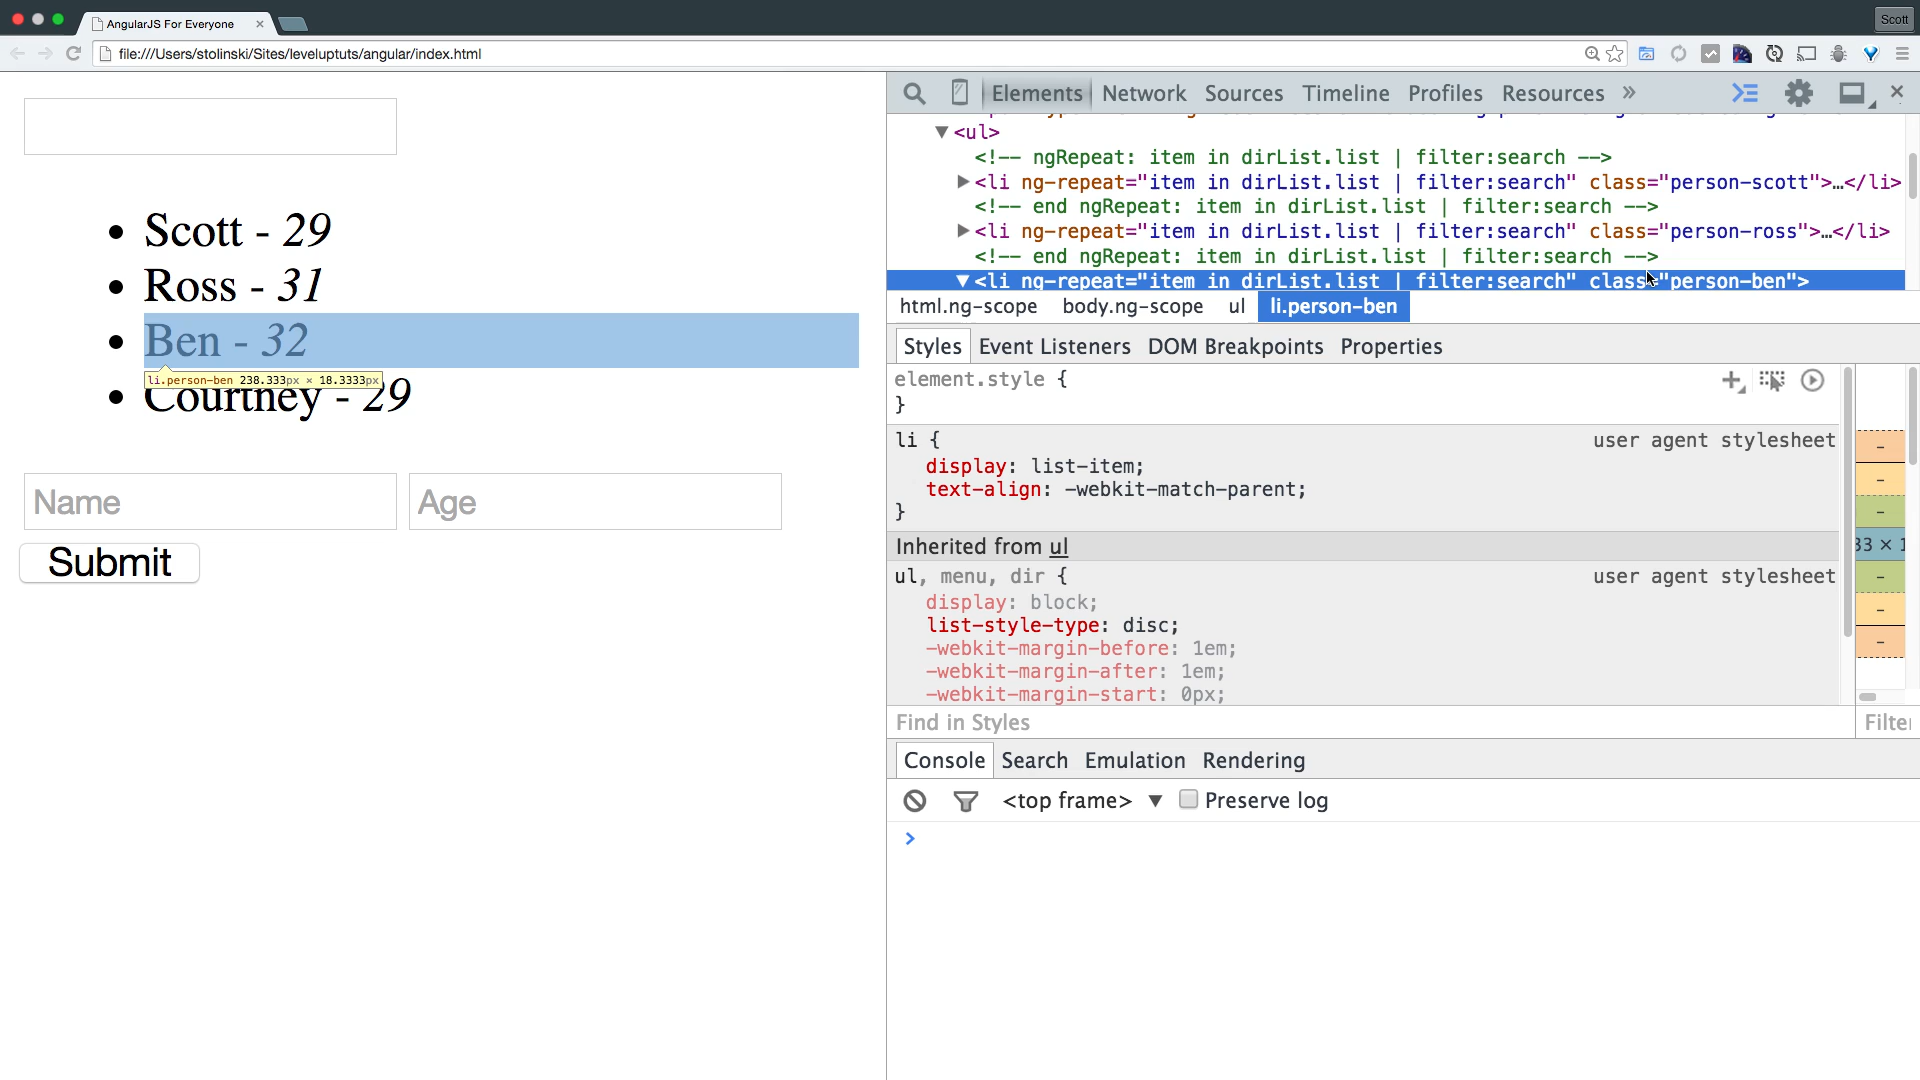 AngularJS For Everyone
Scott
file:///Users/stolinski/Sites/leveluptuts/angular/index.html
Elements Network Sources Timeline Profiles Resources »
▼<ul>
<!-- ngRepeat: item in dirList.list | filter:search -->
▶<li ng-repeat="item in dirList.list | filter:search" class="person-scott">…</li>
<!-- end ngRepeat: item in dirList.list | filter:search -->
▶<li ng-repeat="item in dirList.list | filter:search" class="person-ross">…</li>
<!-- end ngRepeat: item in dirList.list | filter:search -->
▼<li ng-repeat="item in dirList.list | filter:search" class="person-ben">
html.ng-scope body.ng-scope ul li.person-ben
Scott - 29
Ross - 31
Ben - 32
li.person-ben 238.333px × 18.3333px
Courtney - 29
Name Age
Submit
Styles Event Listeners DOM Breakpoints Properties
element.style {
}
li { user agent stylesheet
display: list-item;
text-align: -webkit-match-parent;
}
Inherited from ul
ul, menu, dir { user agent stylesheet
display: block;
list-style-type: disc;
-webkit-margin-before: 1em;
-webkit-margin-after: 1em;
-webkit-margin-start: 0px;
-
-
-
33 × 1
-
-
-
Find in Styles Filte
Console Search Emulation Rendering
<top frame> ▼ Preserve log
>